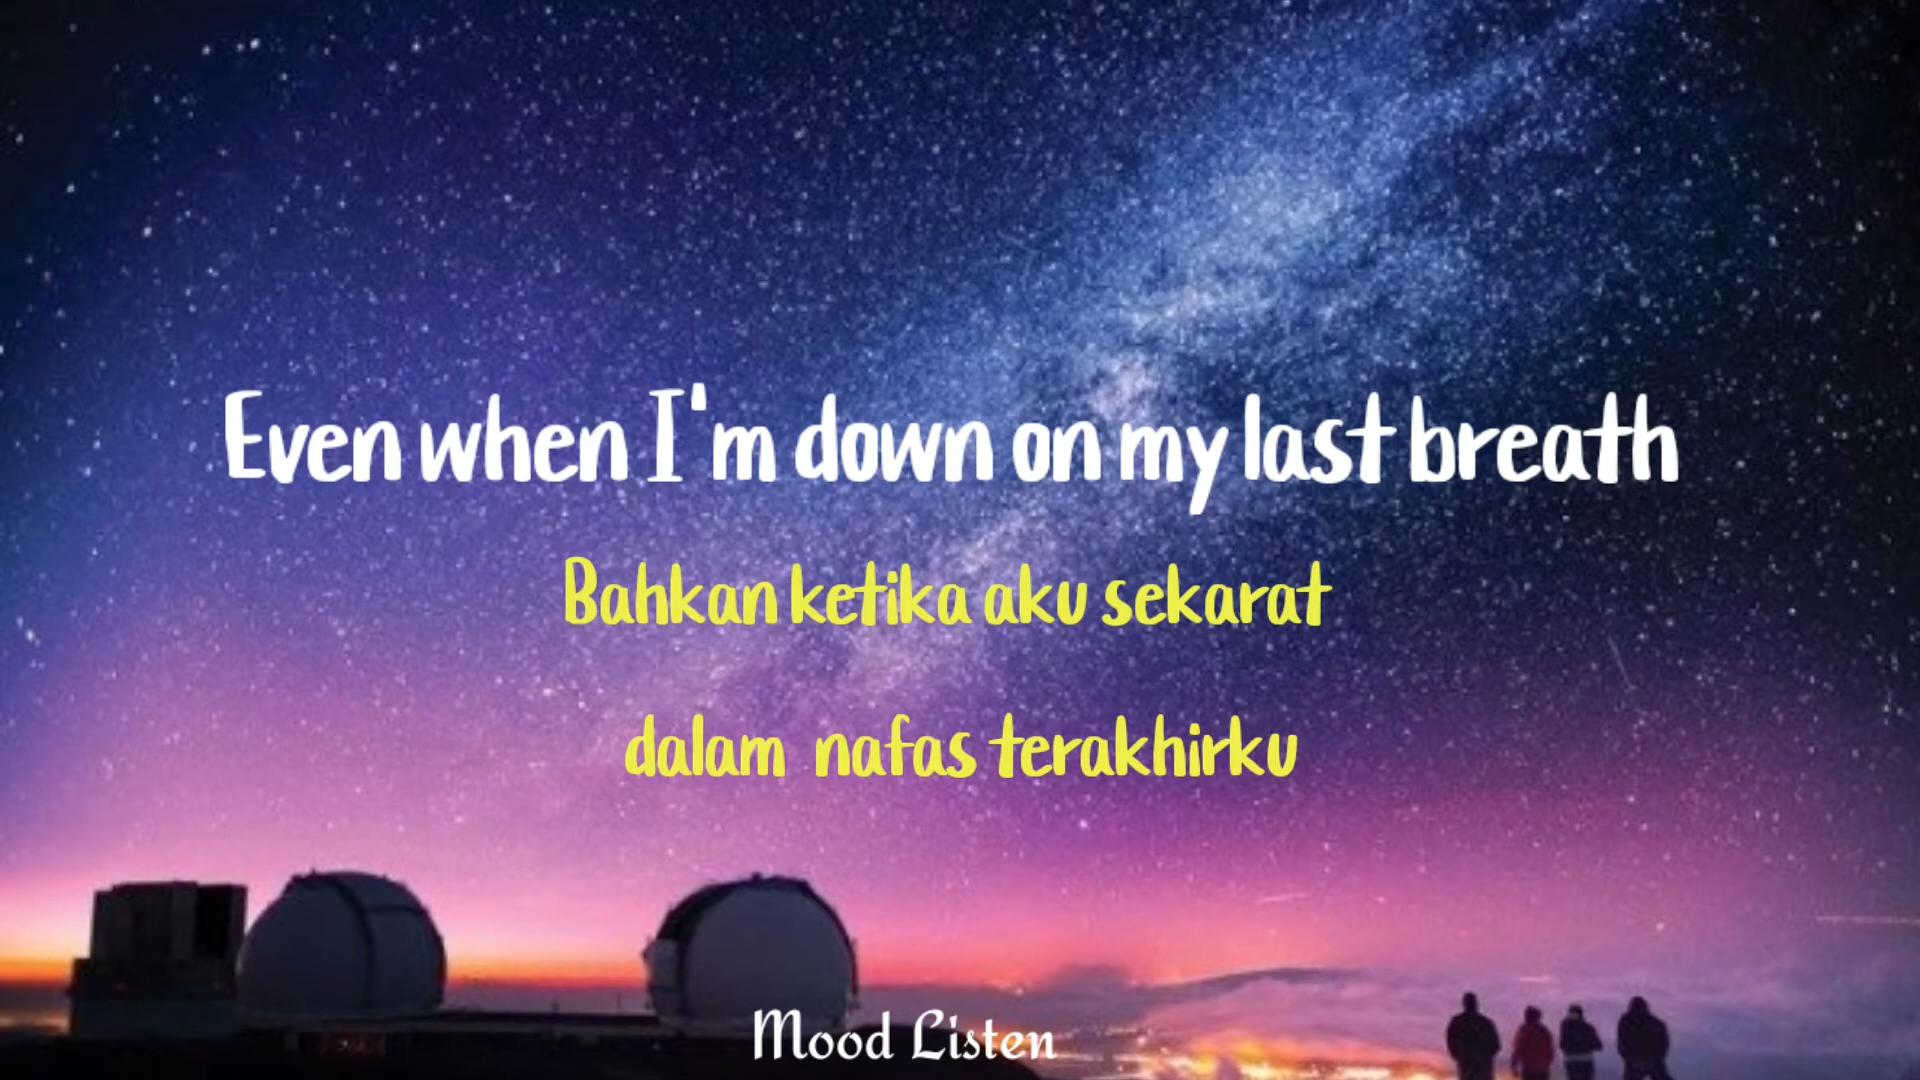 Even when I'm down on my last breath
Bahkan ketika aku sekarat
dalam nafas terakhirku
Mood Listen